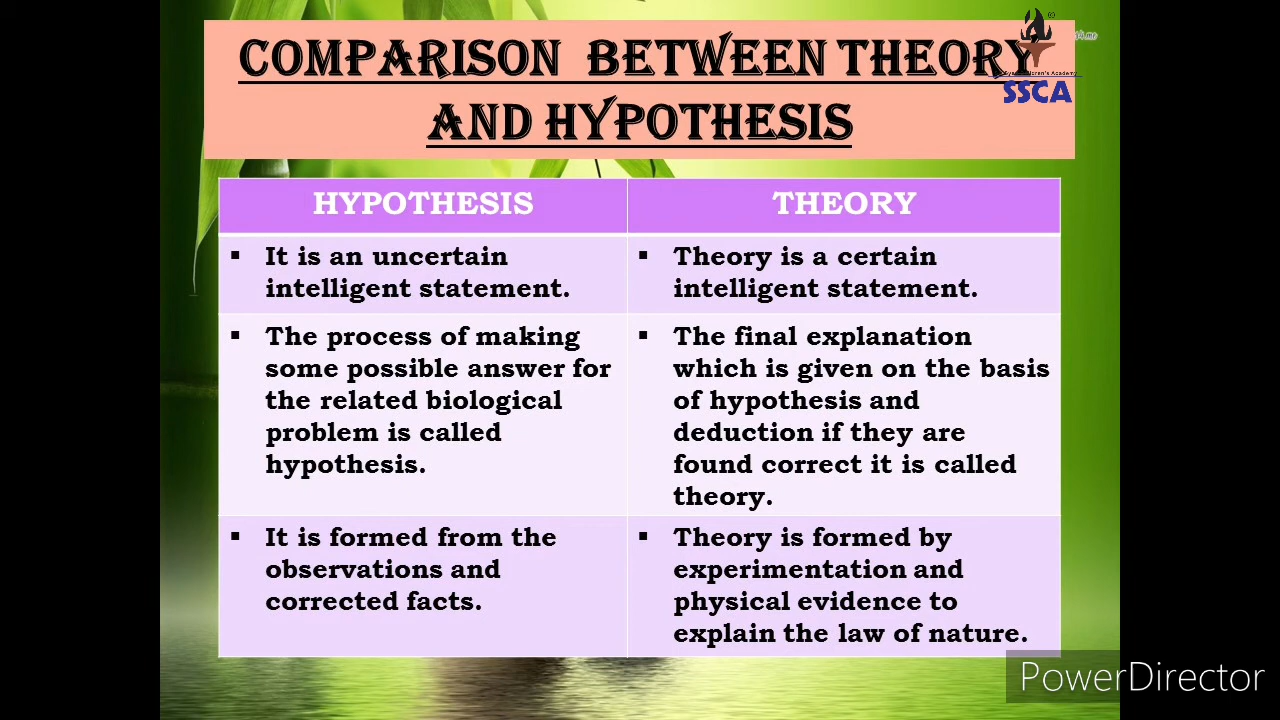 COMPARISON BETWEEN THEORY
AND HYPOTHESIS
®
SSCA
HYPOTHESIS
THEORY
▪ It is an uncertain
intelligent statement.
▪ Theory is a certain
intelligent statement.
▪ The process of making
some possible answer for
the related biological
problem is called
hypothesis.
▪ The final explanation
which is given on the basis
of hypothesis and
deduction if they are
found correct it is called
theory.
▪ It is formed from the
observations and
corrected facts.
▪ Theory is formed by
experimentation and
physical evidence to
explain the law of nature.
PowerDirector